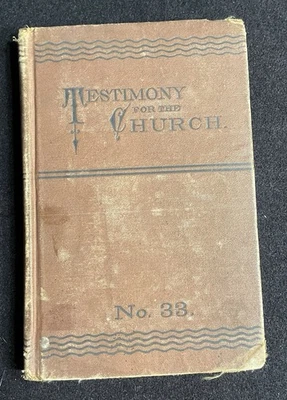 TESTIMONY
FOR THE
CHURCH.
No. 33.